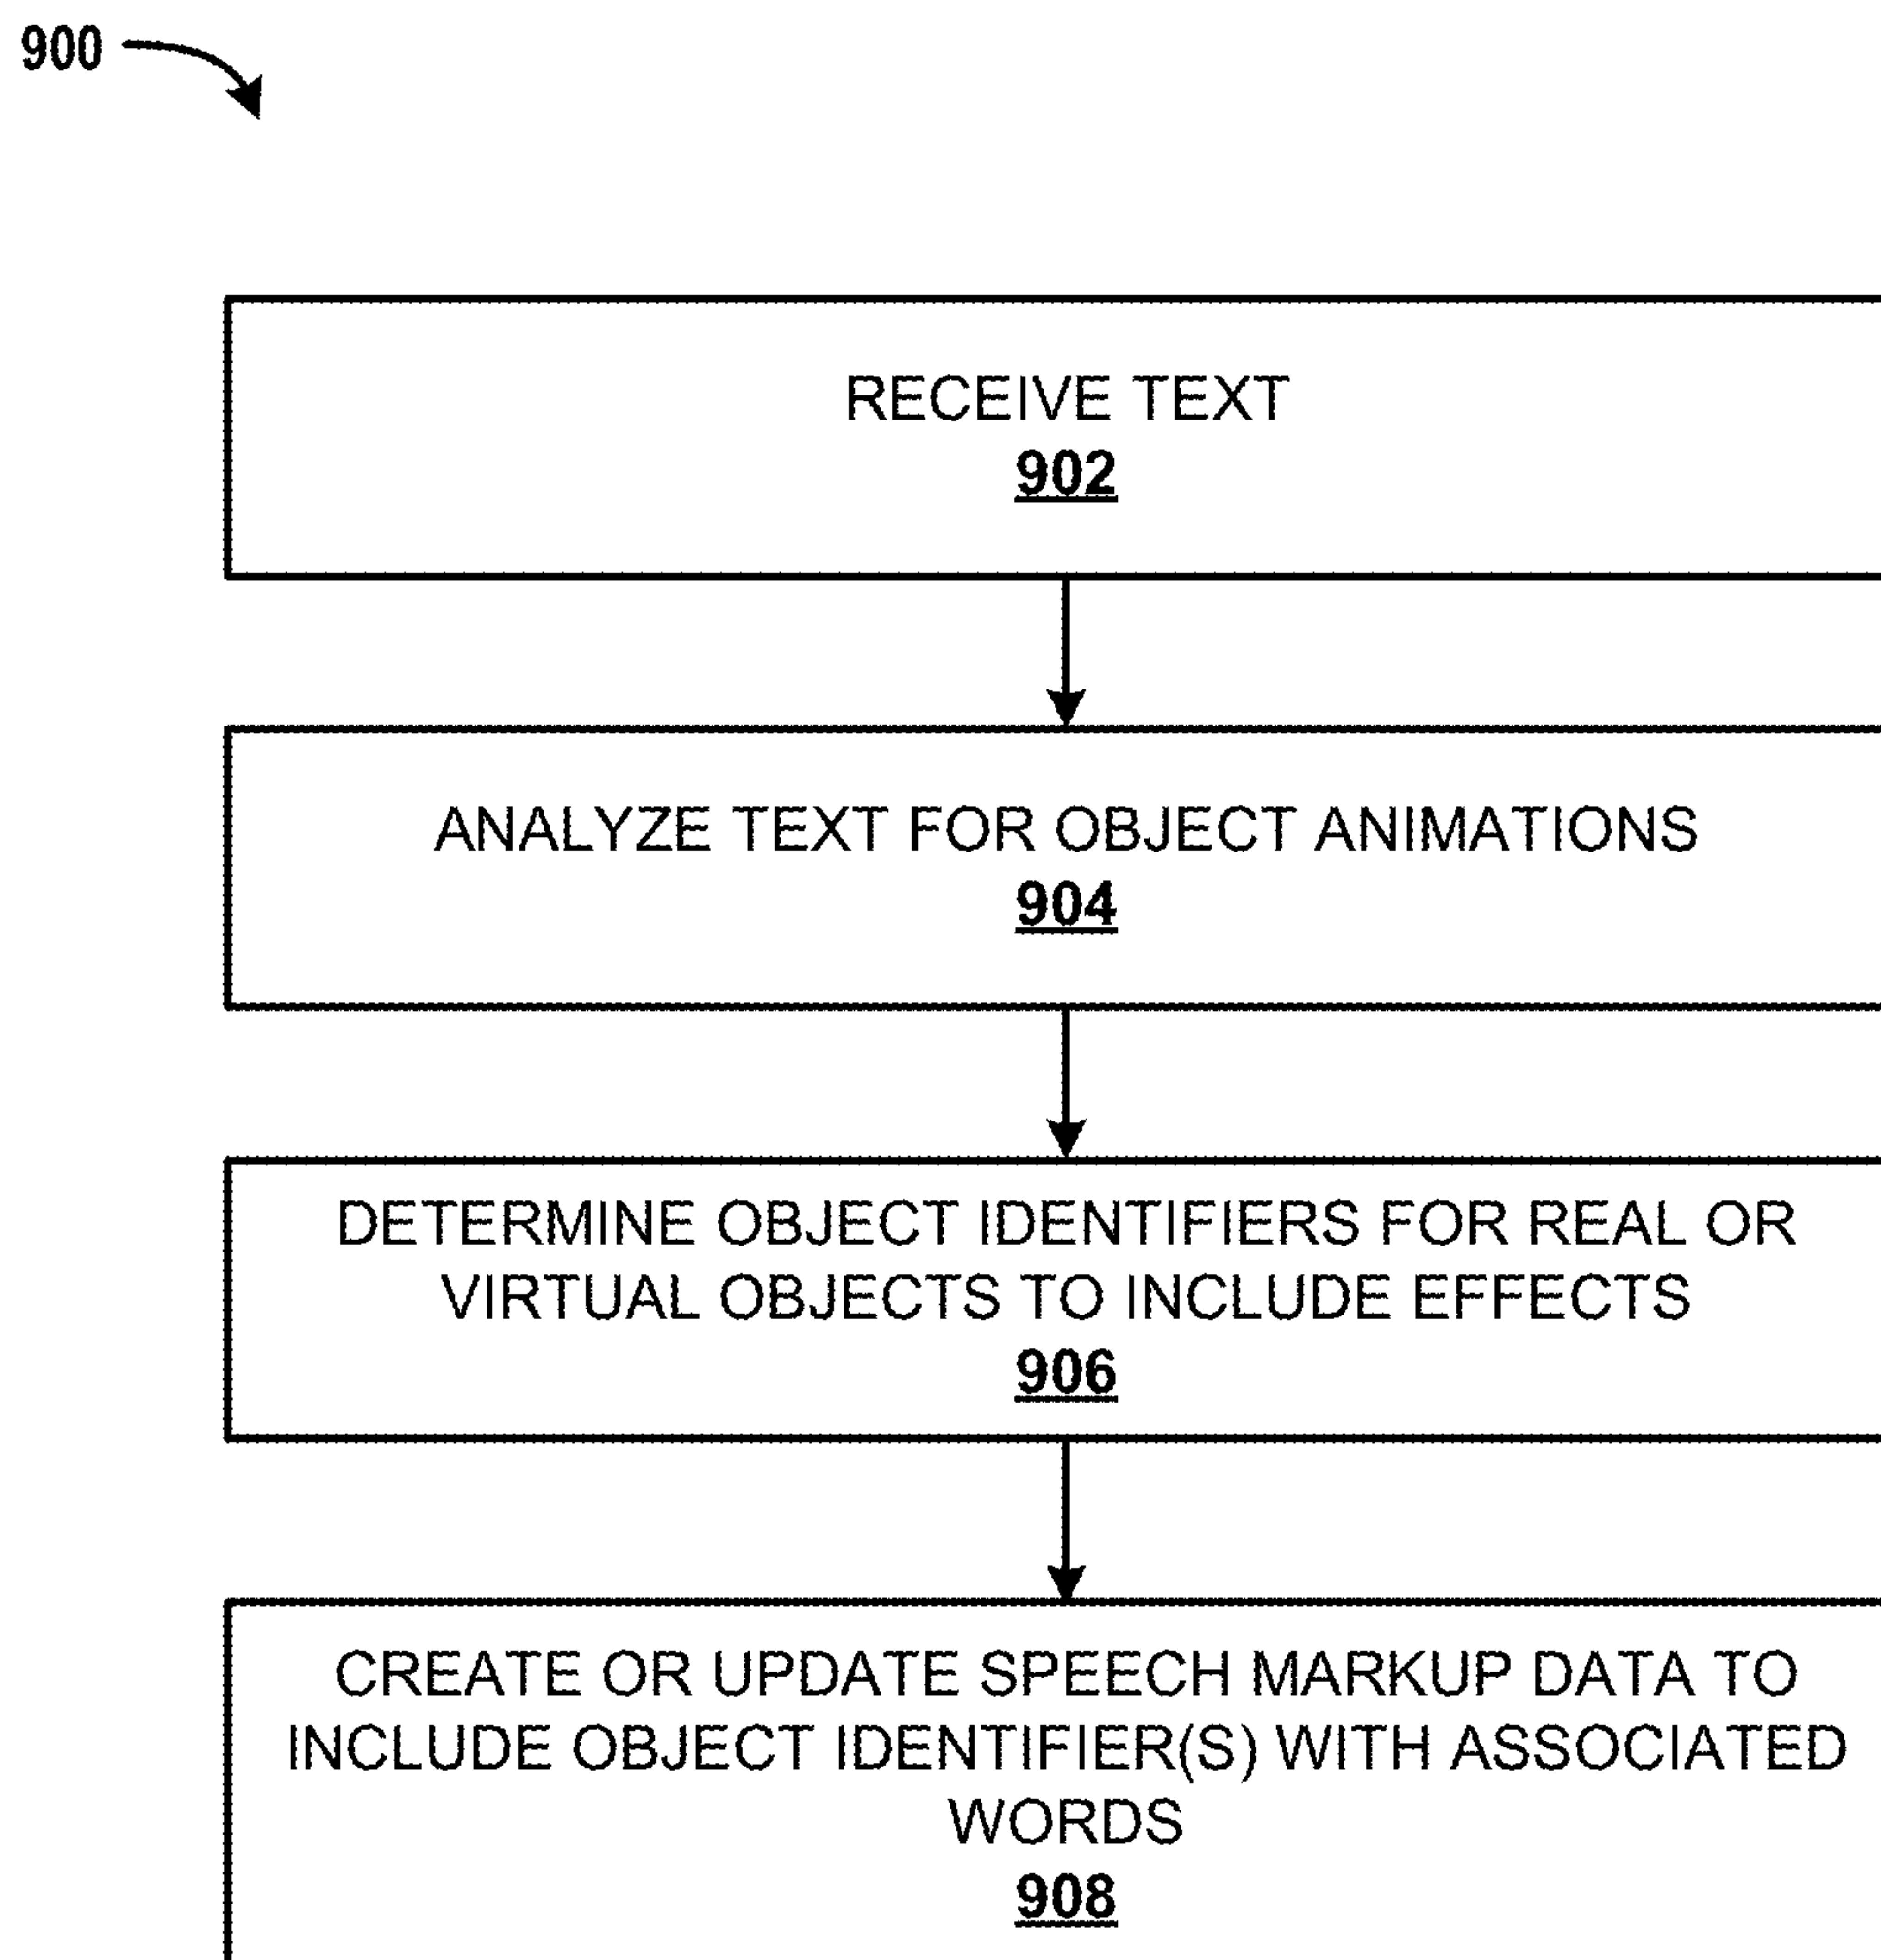 900
RECEIVE TEXT
902
ANALYZE TEXT FOR OBJECT ANIMATIONS
904
DETERMINE OBJECT IDENTIFIERS FOR REAL OR
VIRTUAL OBJECTS TO INCLUDE EFFECTS
906
CREATE OR UPDATE SPEECH MARKUP DATA TO
INCLUDE OBJECT IDENTIFIER(S) WITH ASSOCIATED
WORDS
908